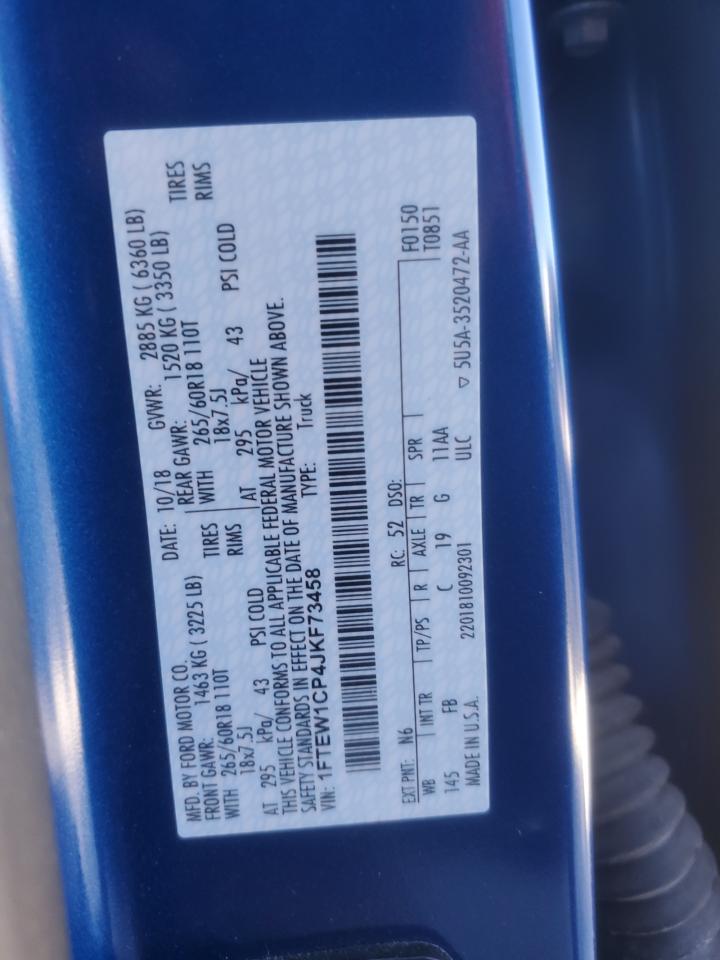 MFD. BY FORD MOTOR CO. DATE: 10/18 GVWR: 2885 KG ( 6360 LB)
FRONT GAWR: 1463 KG ( 3225 LB) REAR GAWR: 1520 KG ( 3350 LB)
WITH 265/60R18 110T TIRES WITH 265/60R18 110T TIRES
18x7.5J RIMS 18x7.5J RIMS
AT 295 kPa/ 43 PSI COLD AT 295 kPa/ 43 PSI COLD
THIS VEHICLE CONFORMS TO ALL APPLICABLE FEDERAL MOTOR VEHICLE
SAFETY STANDARDS IN EFFECT ON THE DATE OF MANUFACTURE SHOWN ABOVE.
VIN: 1FTEW1CP4JKF73458 TYPE: Truck
EXT PNT: N6 RC: 52 DSO: F0150
WB INT TR TP/PS R AXLE TR SPR T0851
145 FB C 19 G 11AA
MADE IN U.S.A. 2201810092301 ULC ▽ 5U5A-3520472-AA